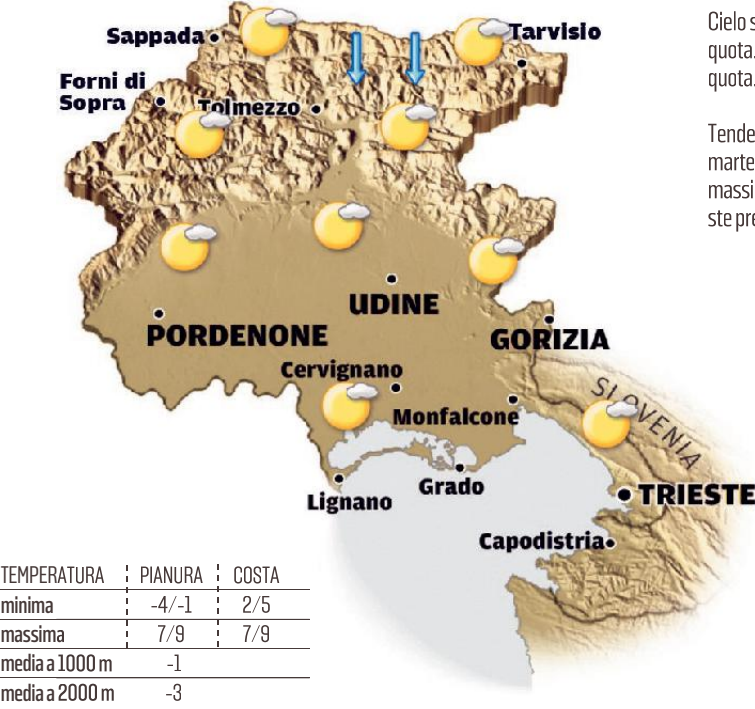 Sappada
Tarvisio
Forni di
Sopra
Tolmezzo
UDINE
PORDENONE
GORIZIA
Cervignano
Monfalcone
SLOVENIA
Lignano
Grado
TRIESTE
Capodistria
Cielo s
quota.
quota.
Tende
marte
massi
ste pre
TEMPERATURA PIANURA COSTA
minima -4/-1 2/5
massima 7/9 7/9
media a 1000 m -1
media a 2000 m -3